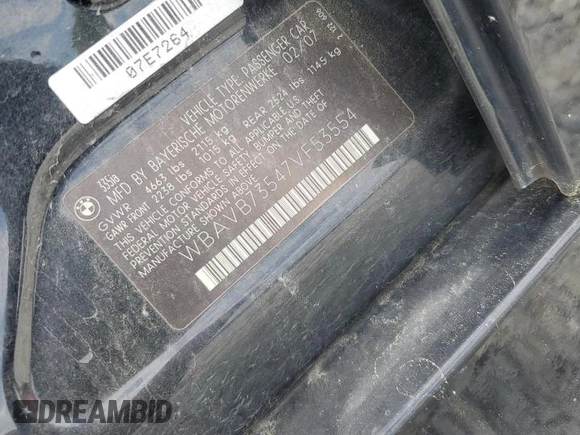 07E7264
335ia
VEHICLE TYPE PASSENGER CAR
MFD BY BAYERISCHE MOTORENWERKE 02/07
GVWR 4663 lbs 2115 kg
GAWR FRONT 2238 lbs 1015 kg REAR 2524 lbs 1145 kg
THIS VEHICLE CONFORMS TO ALL APPLICABLE U.S.
FEDERAL MOTOR VEHICLE SAFETY, BUMPER AND THEFT
PREVENTION STANDARDS IN EFFECT ON THE DATE OF
MANUFACTURE SHOWN ABOVE.
WBAVB73547VF53554
DREAMBID